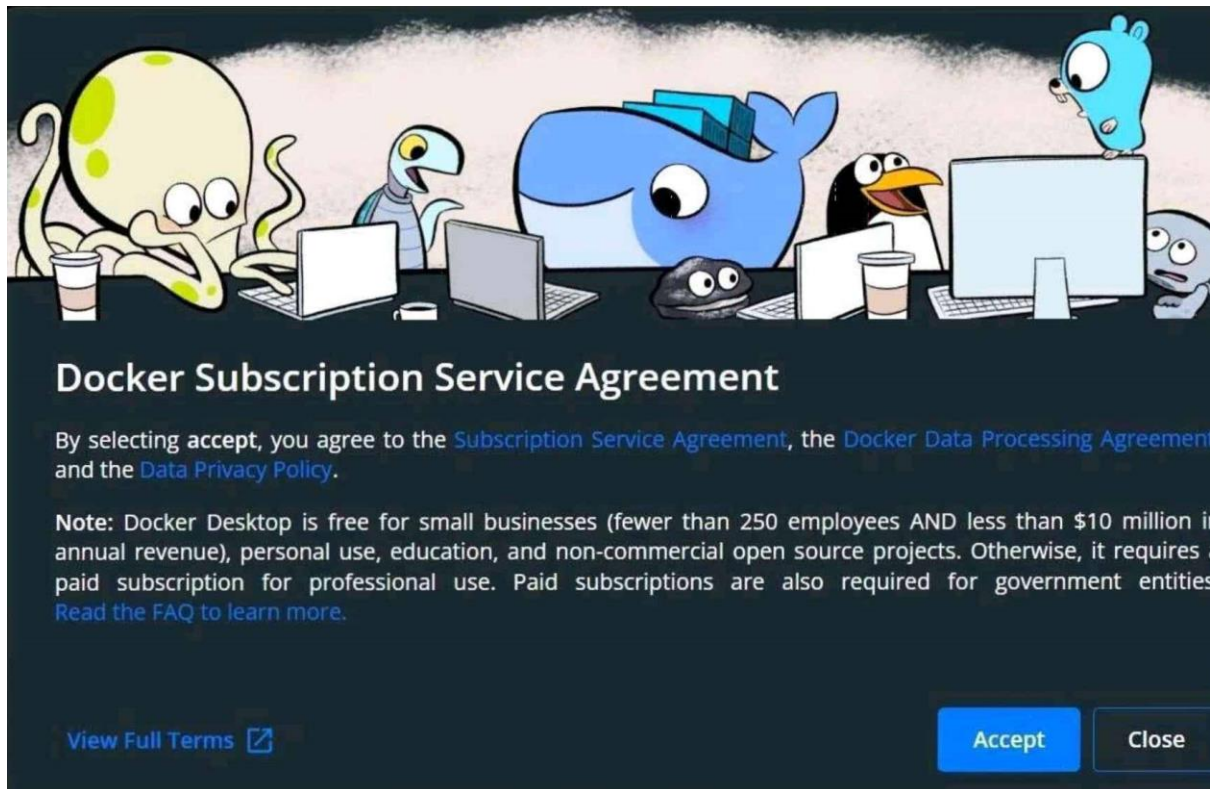 Docker Subscription Service Agreement
By selecting accept, you agree to the Subscription Service Agreement, the Docker Data Processing Agreement
and the Data Privacy Policy.
Note: Docker Desktop is free for small businesses (fewer than 250 employees AND less than $10 million
annual revenue), personal use, education, and non-commercial open source projects. Otherwise, it requires
paid subscription for professional use. Paid subscriptions are also required for government entities
Read the FAQ to learn more.
View Full Terms
Accept
Close